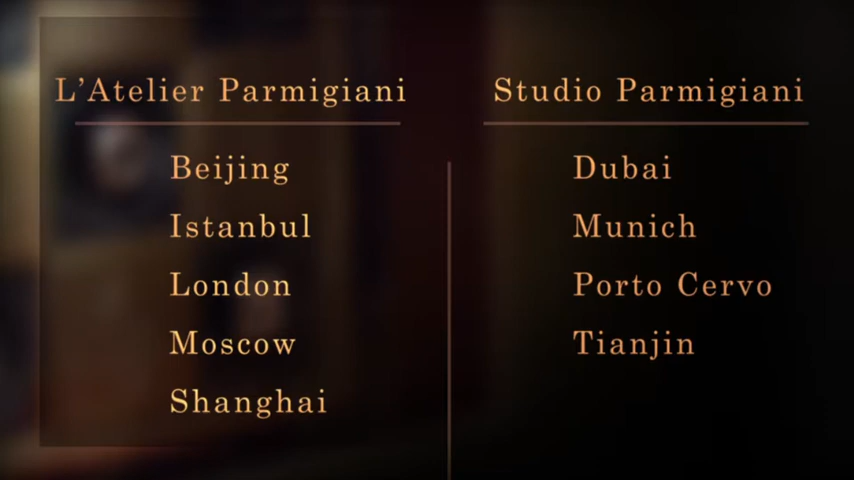 L’Atelier Parmigiani
Beijing
Istanbul
London
Moscow
Shanghai
Studio Parmigiani
Dubai
Munich
Porto Cervo
Tianjin